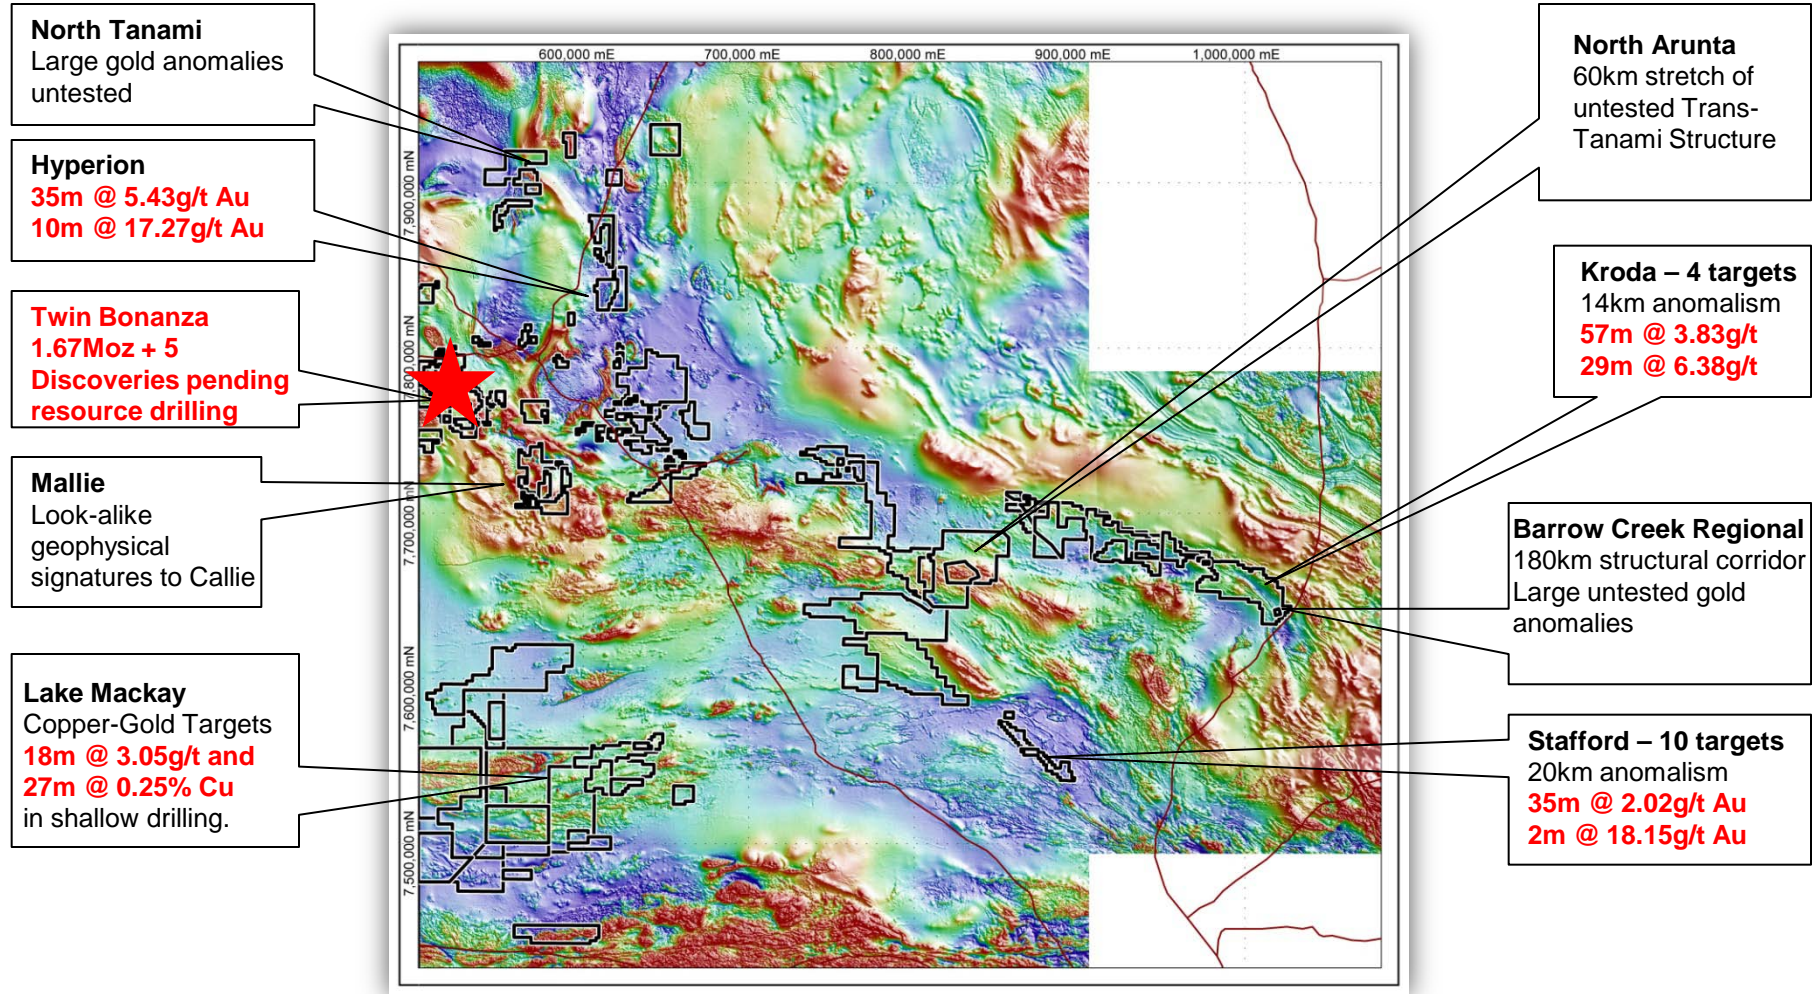 North Tanami
Large gold anomalies
untested
Hyperion
35m @ 5.43g/t Au
10m @ 17.27g/t Au
Twin Bonanza
1.67Moz + 5
Discoveries pending
resource drilling
Mallie
Look-alike
geophysical
signatures to Callie
Lake Mackay
Copper-Gold Targets
18m @ 3.05g/t and
27m @ 0.25% Cu
in shallow drilling.
600,000 mE
700,000 mE
800,000 mE
900,000 mE
1,000,000 mE
7,900,000 mN
7,800,000 mN
7,700,000 mN
7,600,000 mN
7,500,000 mN
North Arunta
60km stretch of
untested Trans-
Tanami Structure
Kroda – 4 targets
14km anomalism
57m @ 3.83g/t
29m @ 6.38g/t
Barrow Creek Regional
180km structural corridor
Large untested gold
anomalies
Stafford – 10 targets
20km anomalism
35m @ 2.02g/t Au
2m @ 18.15g/t Au